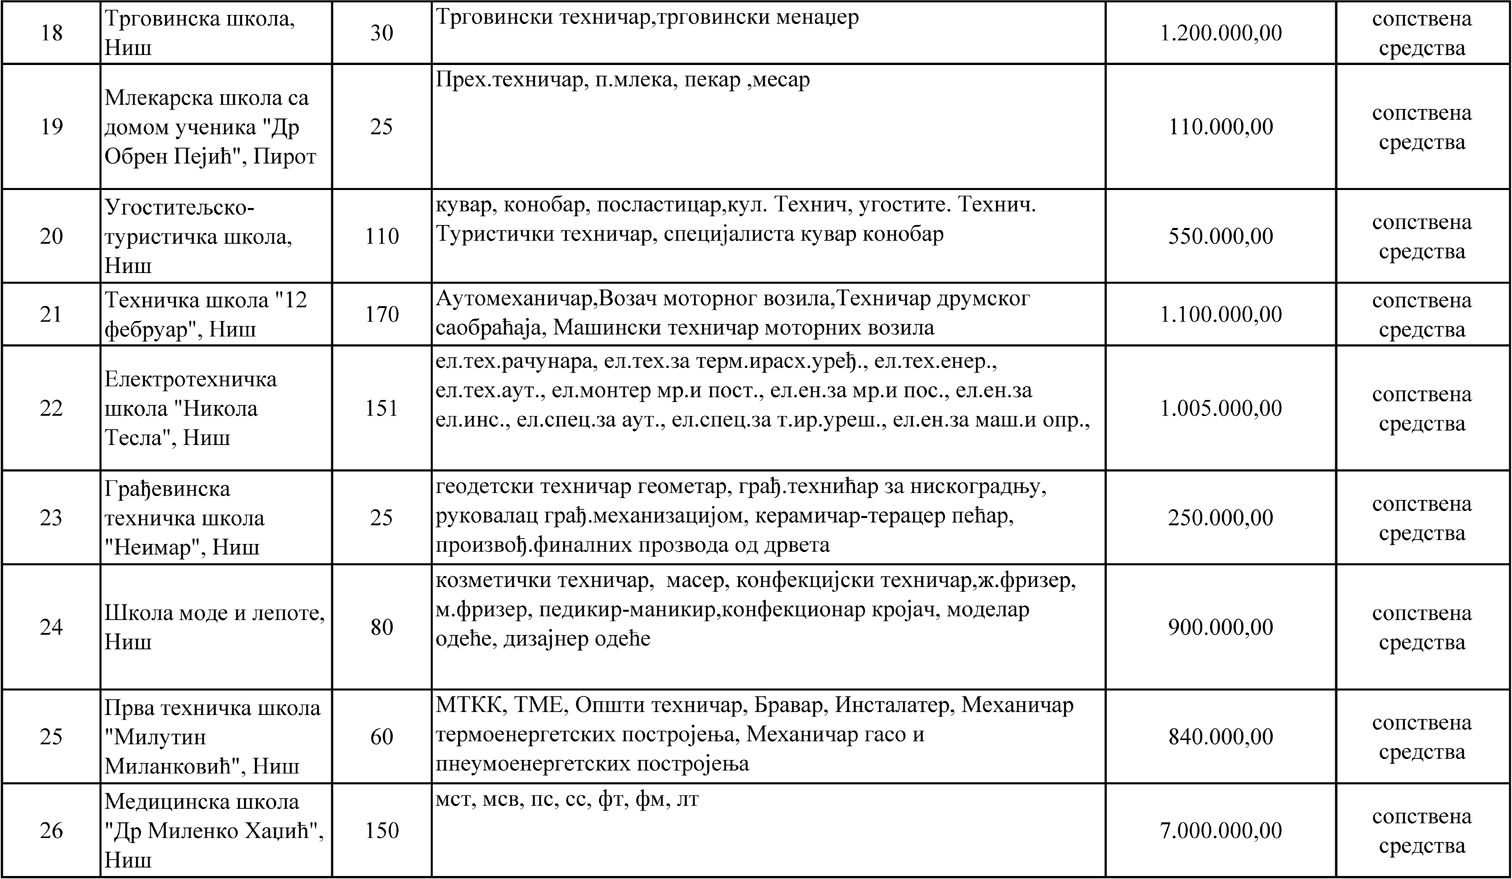 18
Трговинска школа,
Ниш
30
Трговински техничар,трговински менаџер
1.200.000,00
сопствена
средства
19
Млекарска школа са
домом ученика "Др
Обрен Пејић", Пирот
25
Прех.техничар, п.млека, пекар ,месар
110.000,00
сопствена
средства
20
Угоститељско-
туристичка школа,
Ниш
110
кувар, конобар, посластицар,кул. Технич, угостите. Технич.
Туристички техничар, специјалиста кувар конобар
550.000,00
сопствена
средства
21
Техничка школа "12
фебруар", Ниш
170
Аутомеханичар,Возач моторног возила,Техничар друмског
саобраћаја, Машински техничар моторних возила
1.100.000,00
сопствена
средства
22
Електротехничка
школа "Никола
Тесла", Ниш
151
ел.тех.рачунара, ел.тех.за терм.ирасх.уређ., ел.тех.енер.,
ел.тех.аут., ел.монтер мр.и пост., ел.ен.за мр.и пос., ел.ен.за
ел.инс., ел.спец.за аут., ел.спец.за т.ир.уреш., ел.ен.за маш.и опр.,
1.005.000,00
сопствена
средства
23
Грађевинска
техничка школа
"Неимар", Ниш
25
геодетски техничар геометар, грађ.технићар за нискоградњу,
руковалац грађ.механизацијом, керамичар-терацер пећар,
произвођ.финалних прозвода од дрвета
250.000,00
сопствена
средства
24
Школа моде и лепоте,
Ниш
80
козметички техничар,  масер, конфекцијски техничар,ж.фризер,
м.фризер, педикир-маникир,конфекционар кројач, моделар
одеће, дизајнер одеће
900.000,00
сопствена
средства
25
Прва техничка школа
"Милутин
Миланковић", Ниш
60
МТКК, ТМЕ, Општи техничар, Бравар, Инсталатер, Механичар
термоенергетских постројења, Механичар гасо и
пнеумоенергетских постројења
840.000,00
сопствена
средства
26
Медицинска школа
"Др Миленко Хаџић",
Ниш
150
мст, мсв, пс, сс, фт, фм, лт
7.000.000,00
сопствена
средства